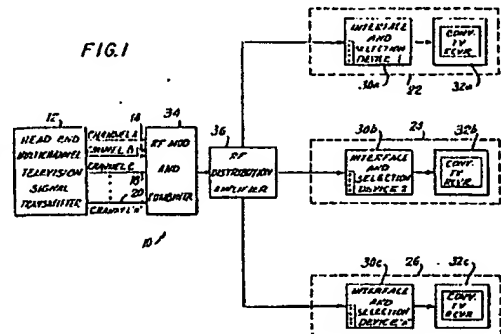 FIG.1
12
HEAD END
MULTICHANNEL
TELEVISION
SIGNAL
TRANSMITTER
14
CHANNEL A
CHANNEL B
CHANNEL C
18
20
CHANNEL "n"
34
RF MOD
AND
COMBINER
10
36
RF
DISTRIBUTION
AMPLIFIER
INTERFACE
AND
SELECTION
DEVICE 1
30a
22
CONV.
TV
RCVR.
32a
30b
INTERFACE
AND
SELECTION
DEVICE 2
32b
CONV.
TV
RCVR.
30c
26
INTERFACE
AND
SELECTION
DEVICE "n"
32c
CONV.
TV
RCVR.